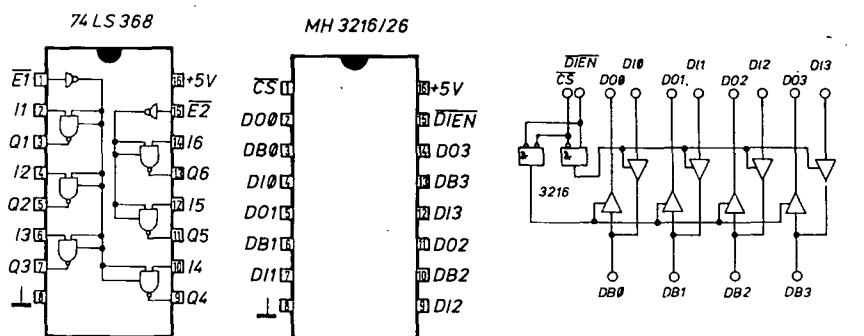 74 LS 368
E1 1 16 +5V
I1 2 15 E2
Q1 3 14 I6
I2 4 13 Q6
Q2 5 12 I5
I3 6 11 Q5
Q3 7 10 I4
⊥ 8 9 Q4
MH 3216/26
CS 1 16 +5V
DO0 2 15 DIEN
DB0 3 14 DO3
DI0 4 13 DB3
DO1 5 12 DI3
DB1 6 11 DO2
DI1 7 10 DB2
⊥ 8 9 DI2
DIEN
CS DO0 DI0 DO1 DI1 DO2 DI2 DO3 DI3
& &
3216
DB0 DB1 DB2 DB3